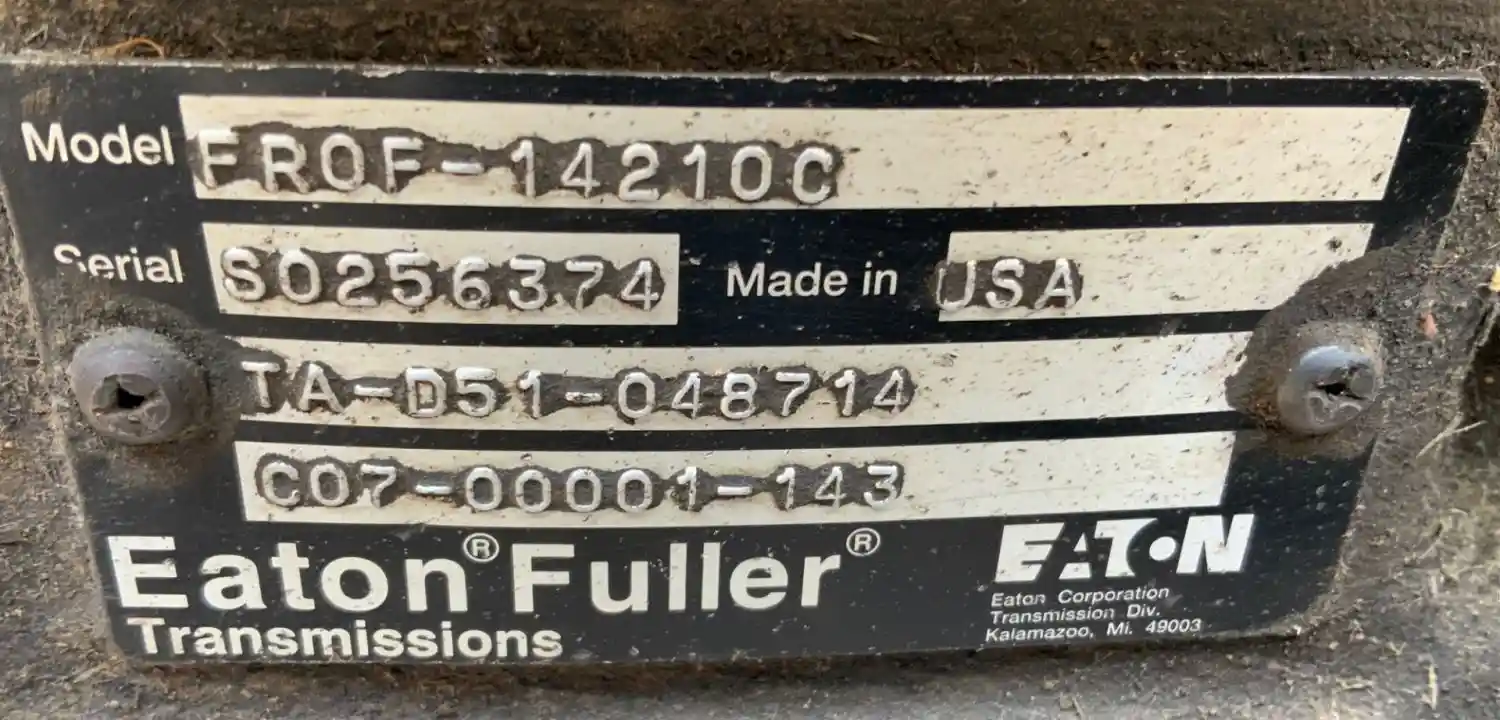 Model FROF-14210C
Serial S0256374 Made in USA
TA-D51-048714
C07-00001-143
Eaton® Fuller®
Transmissions
EATON
Eaton Corporation
Transmission Div.
Kalamazoo, Mi. 49003